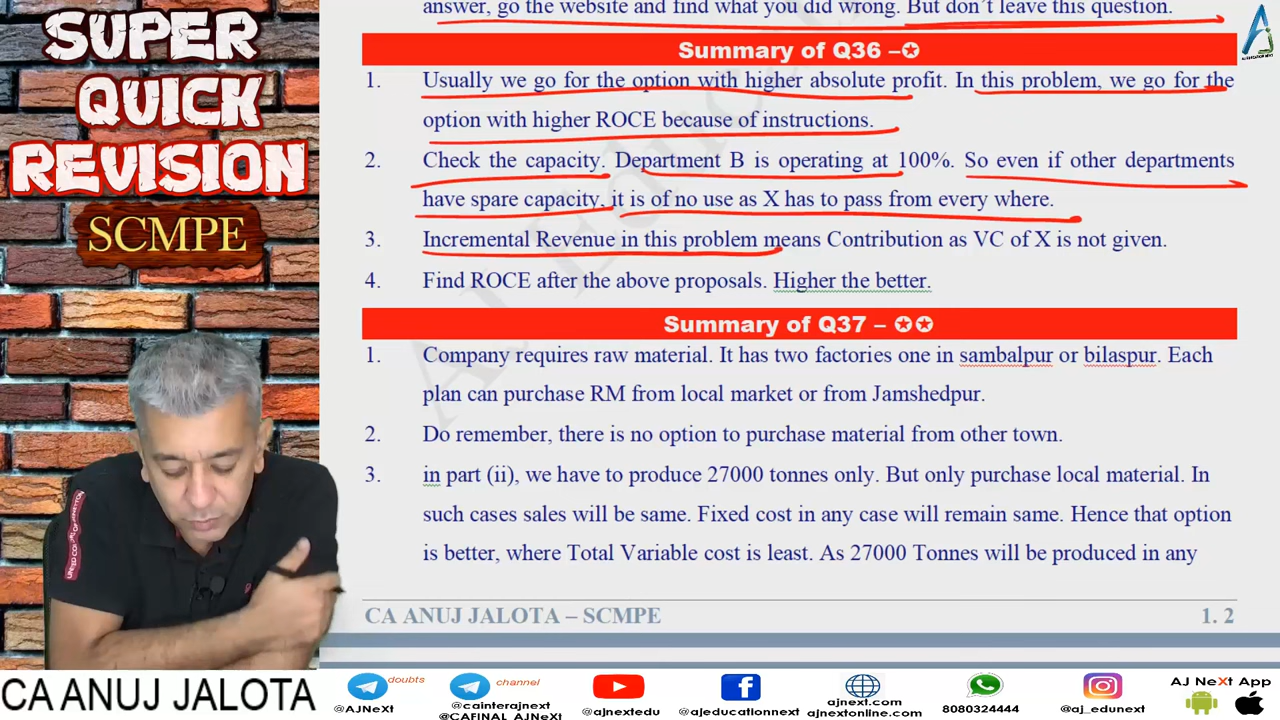 answer, go the website and find what you did wrong. But don't leave this question.
SUPER
QUICK
REVISION
SCMPE
Summary of Q36 –✪
1. Usually we go for the option with higher absolute profit. In this problem, we go for the
option with higher ROCE because of instructions.
2. Check the capacity. Department B is operating at 100%. So even if other departments
have spare capacity, it is of no use as X has to pass from every where.
3. Incremental Revenue in this problem means Contribution as VC of X is not given.
4. Find ROCE after the above proposals. Higher the better.
Summary of Q37 – ✪✪
1. Company requires raw material. It has two factories one in sambalpur or bilaspur. Each
plan can purchase RM from local market or from Jamshedpur.
2. Do remember, there is no option to purchase material from other town.
3. in part (ii), we have to produce 27000 tonnes only. But only purchase local material. In
such cases sales will be same. Fixed cost in any case will remain same. Hence that option
is better, where Total Variable cost is least. As 27000 Tonnes will be produced in any
CA ANUJ JALOTA – SCMPE 1. 2
CA ANUJ JALOTA
doubts
@AJNeXt
channel
@cainterajnext
@CAFINAL_AJNeXt
@ajnextedu
@ajeducationnext
ajnext.com
ajnextonline.com
8080324444
@aj_edunext
AJ NeXt App